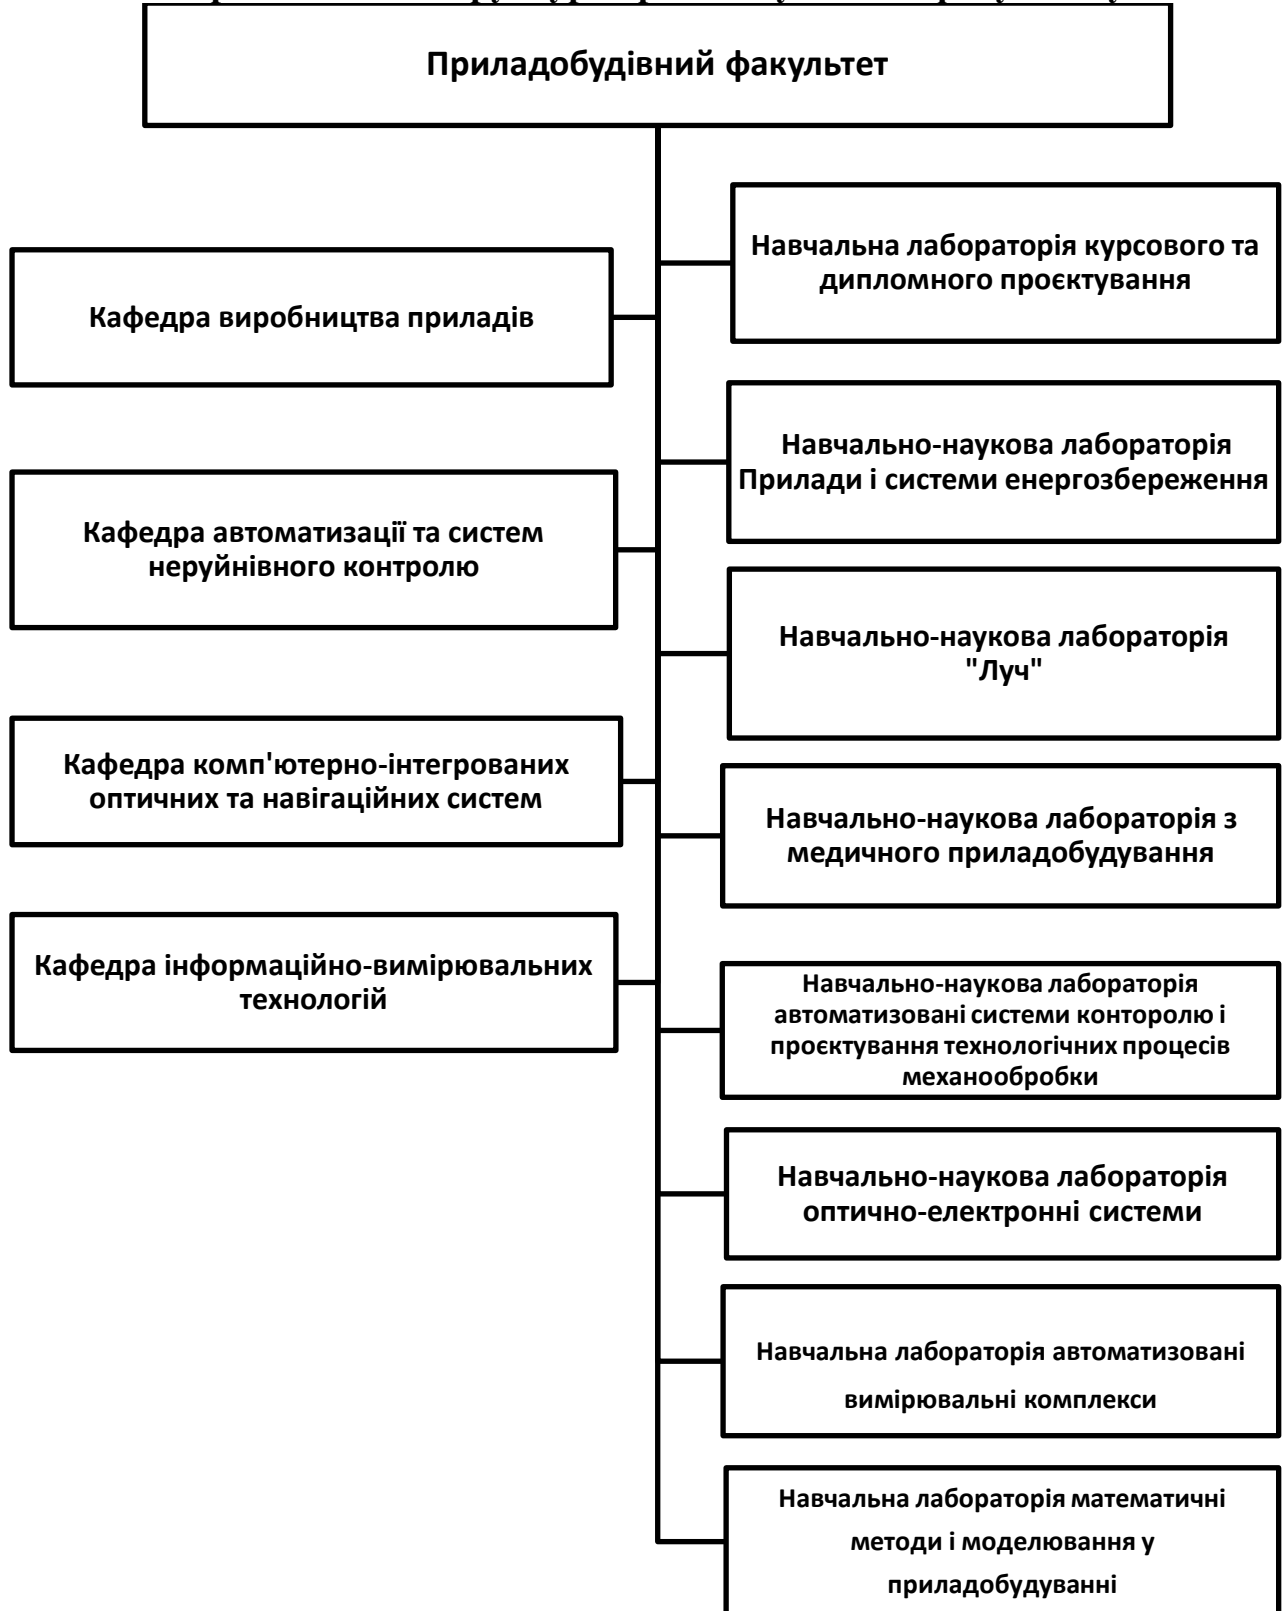 Приладобудівний факультет
Кафедра виробництва приладів
Кафедра автоматизації та систем
неруйнівного контролю
Кафедра комп'ютерно-інтегрованих
оптичних та навігаційних систем
Кафедра інформаційно-вимірювальних
технологій
Навчальна лабораторія курсового та
дипломного проєктування
Навчально-наукова лабораторія
Прилади і системи енергозбереження
Навчально-наукова лабораторія
"Луч"
Навчально-наукова лабораторія з
медичного приладобудування
Навчально-наукова лабораторія
автоматизовані системи конторолю і
проєктування технологічних процесів
механообробки
Навчально-наукова лабораторія
оптично-електронні системи
Навчальна лабораторія автоматизовані
вимірювальні комплекси
Навчальна лабораторія математичні
методи і моделювання у
приладобудуванні